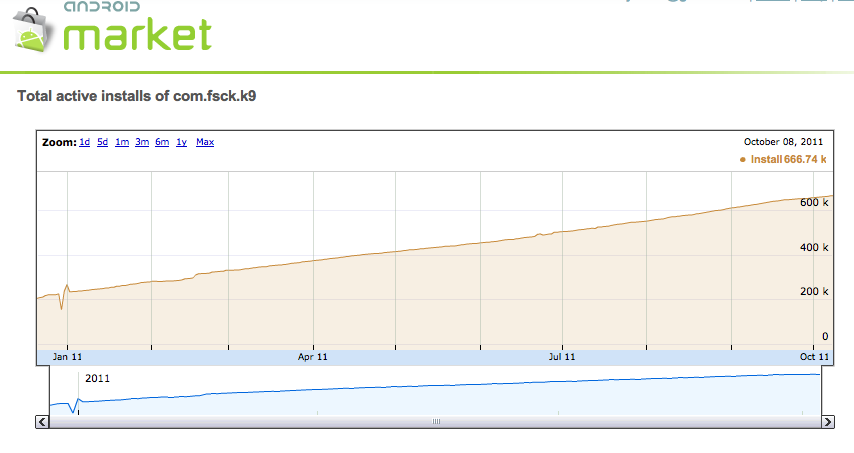 ANDROID
market
Total active installs of com.fsck.k9
Zoom: 1d 5d 1m 3m 6m 1y Max
October 08, 2011
Install 666.74 k
600 k
400 k
200 k
0
Jan 11 Apr 11 Jul 11 Oct 11
2011